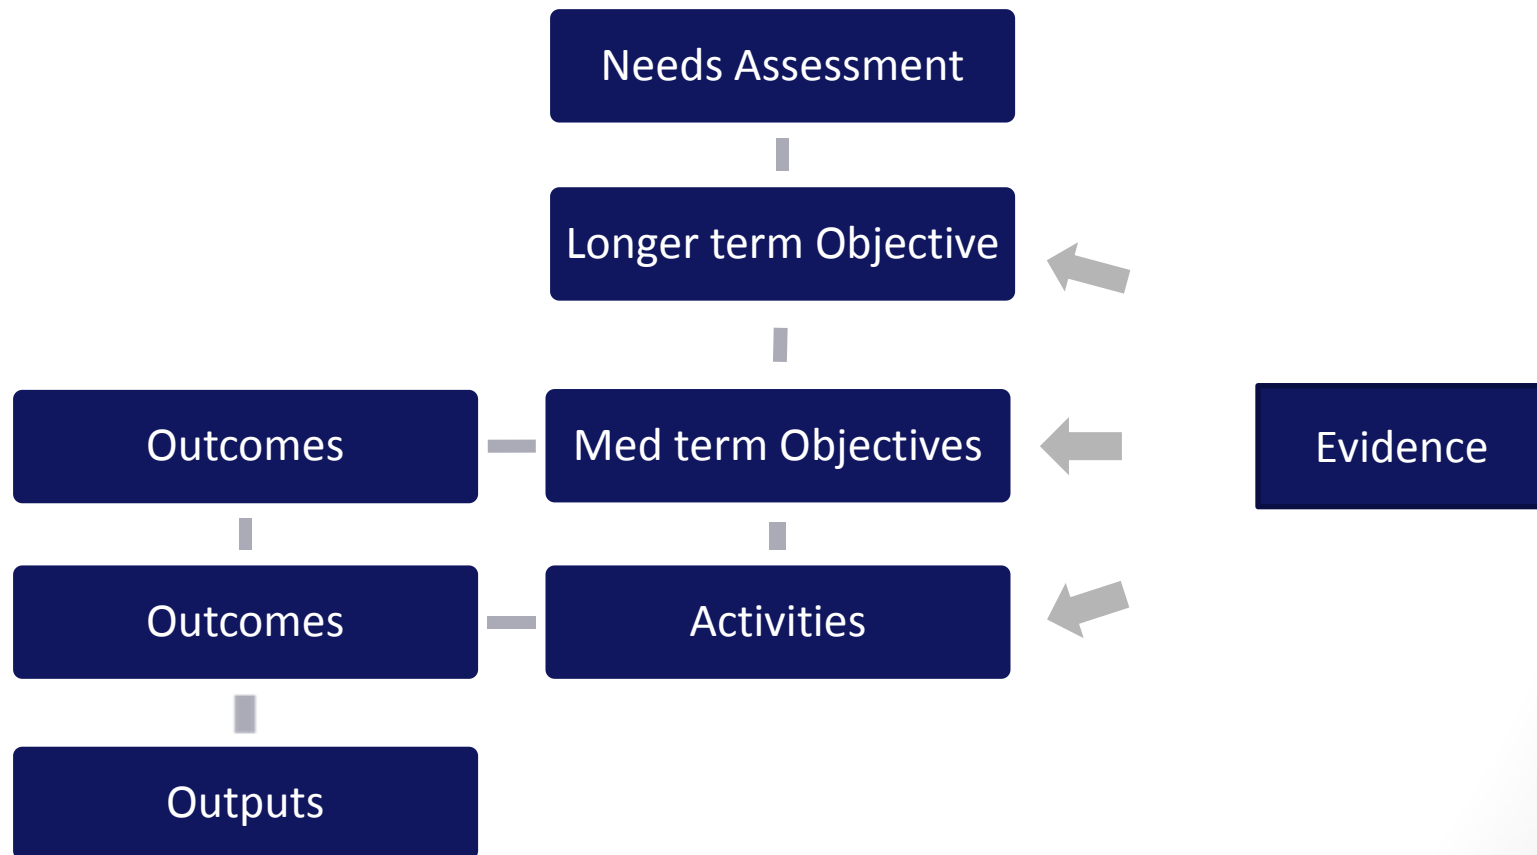 Needs Assessment
Longer term Objective
Outcomes
Med term Objectives
Evidence
Outcomes
Activities
Outputs